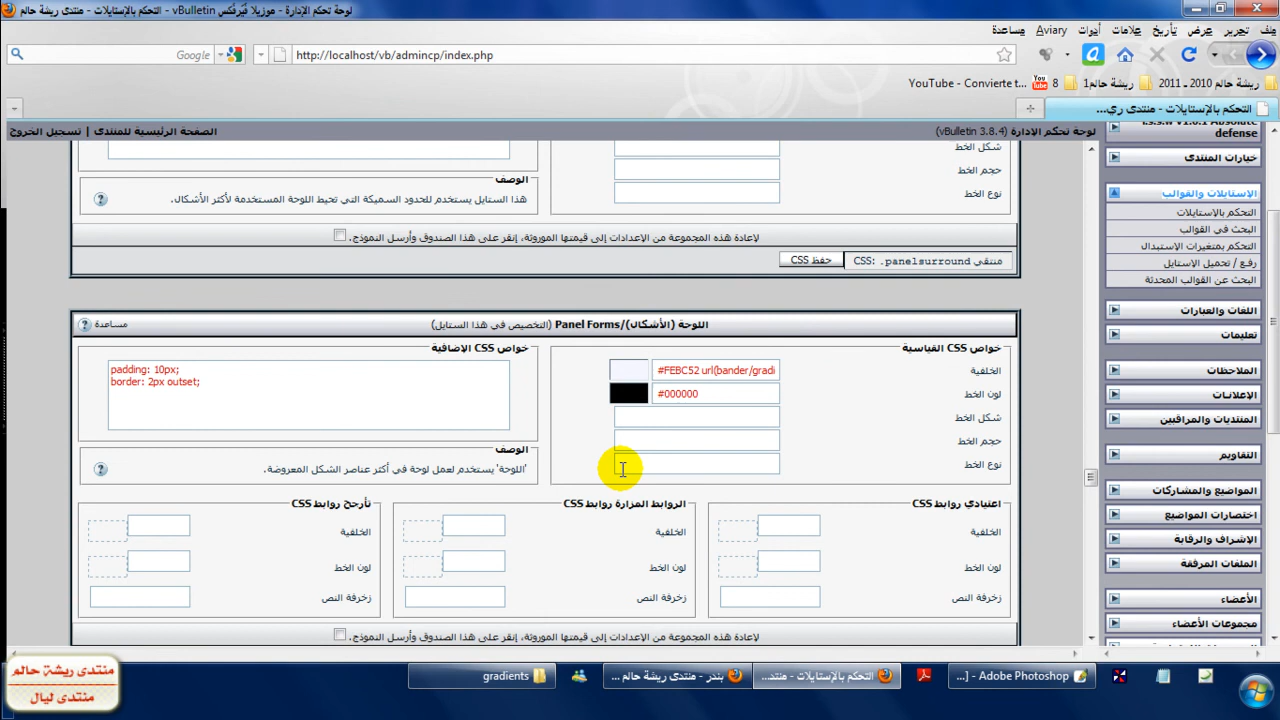 لوحة تحكم الإدارة - موزيلا فَيَرفُكس vBulletin - التحكم بالإستايلات - منتدى ريشة حالم
ملف تحرير عرض تأريخ علامات أدوات Aviary مساعدة
http://localhost/vb/admincp/index.php
Google
ريشة حالم 2010 ـ 2011
ريشة حالم1
8
YouTube - Convierte t...
التحكم بالإستايلات - منتدى ري...
لوحة تحكم الإدارة (vBulletin 3.8.4)
الصفحة الرئيسية للمنتدى | تسجيل الخروج
I.S.S.W V1.0.1 Absolute
defense
خيارات المنتدى
الإستايلات والقوالب
التحكم بالإستايلات
البحث في القوالب
التحكم بمتغيرات الإستبدال
رفع / تحميل الإستايل
البحث عن القوالب المحدثة
اللغات والعبارات
تعليمات
الملاحظات
الإعلانات
المنتديات والمراقبين
التقاويم
المواضيع والمشاركات
اختصارات المواضيع
الإشراف والرقابة
الملفات المرفقة
الأعضاء
مجموعات الأعضاء
شكل الخط
حجم الخط
نوع الخط
الوصف
هذا الستايل يستخدم للحدود السميكة التي تحيط اللوحة المستخدمة لأكثر الأشكال.
لإعادة هذه المجموعة من الإعدادات إلى قيمتها الموروثة، إنقر على هذا الصندوق وأرسل النموذج.
منتقي CSS: .panelsurround
حفظ CSS
اللوحة (الأشكال)/Panel Forms (التخصيص في هذا الستايل)
مساعدة
خواص CSS القياسية
الخلفية
#FEBC52 url(bander/gradi
لون الخط
#000000
شكل الخط
حجم الخط
نوع الخط
خواص CSS الإضافية
padding: 10px;
border: 2px outset;
الوصف
'اللوحة' يستخدم لعمل لوحة في أكثر عناصر الشكل المعروضة.
اعتيادي روابط CSS
الخلفية
لون الخط
زخرفة النص
الروابط المزارة روابط CSS
الخلفية
لون الخط
زخرفة النص
تأرجح روابط CSS
الخلفية
لون الخط
زخرفة النص
لإعادة هذه المجموعة من الإعدادات إلى قيمتها الموروثة، إنقر على هذا الصندوق وأرسل النموذج.
Adobe Photoshop - [...
التحكم بالإستايلات - منتد...
بندر - منتدى ريشة حالم ...
gradients
منتدى ريشة حالم
منتدى ليال